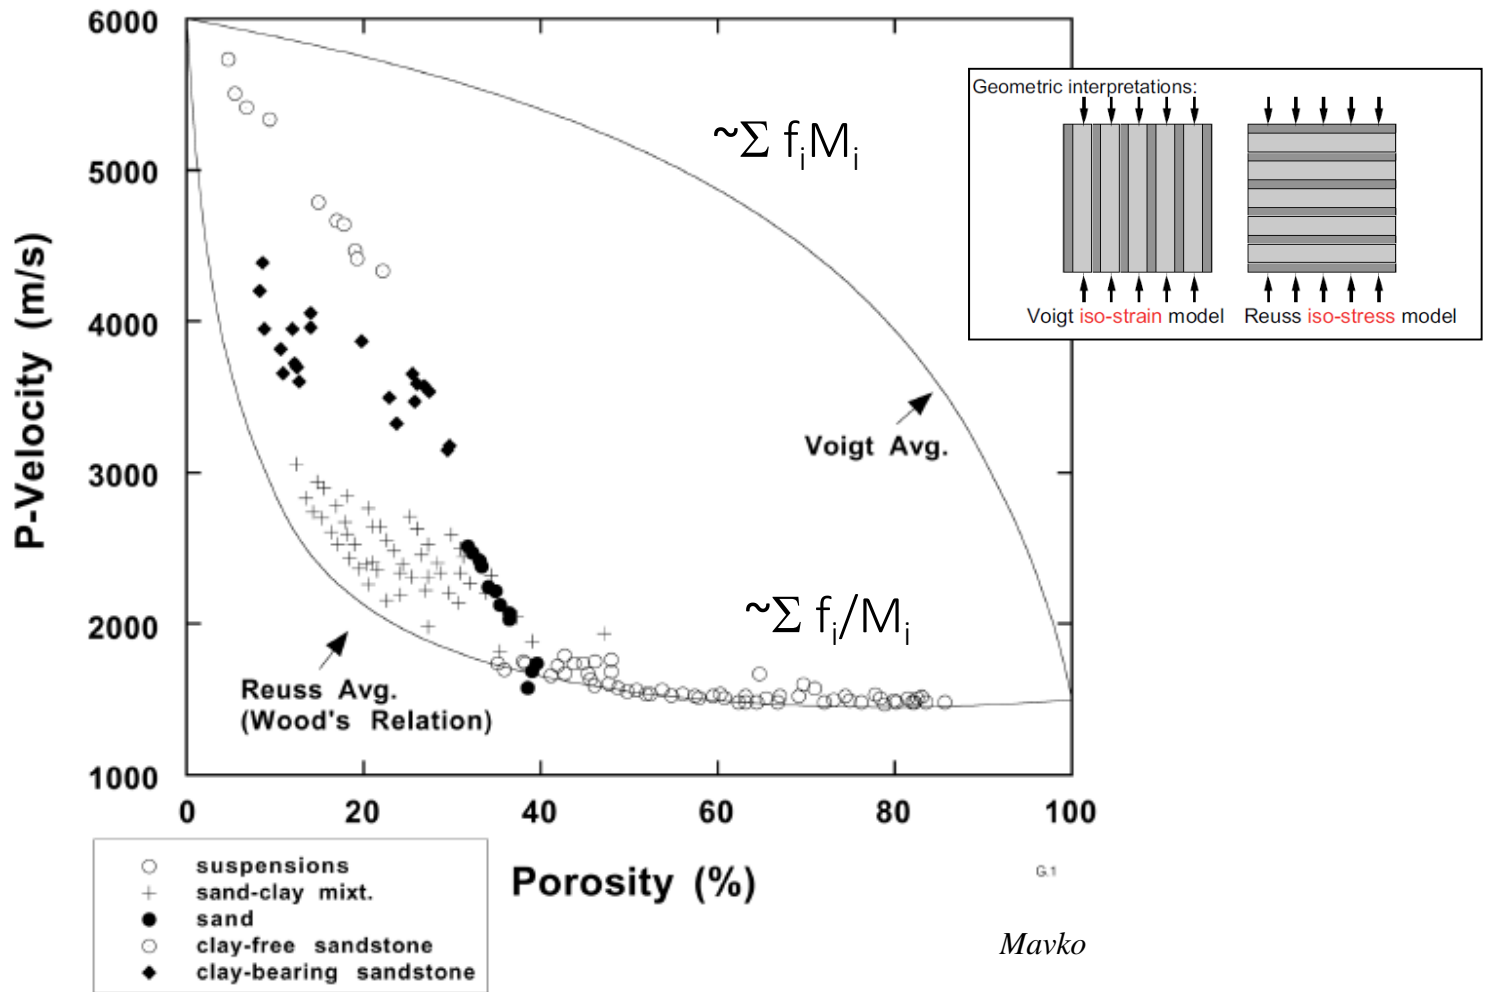 6000
5000
4000
3000
2000
1000
P-Velocity (m/s)
~Σ fᵢMᵢ
Geometric interpretations:
Voigt iso-strain model
Reuss iso-stress model
Voigt Avg.
~Σ fᵢ/Mᵢ
Reuss Avg.
(Wood's Relation)
0 20 40 60 80 100
Porosity (%)
suspensions
sand-clay mixt.
sand
clay-free sandstone
clay-bearing sandstone
G.1
Mavko